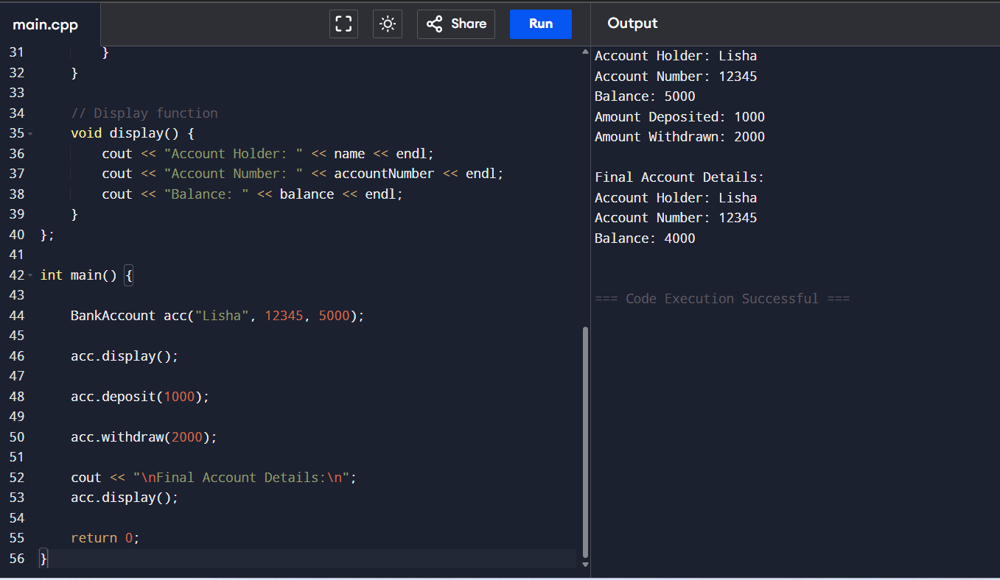 main.cpp
Share
Run
Output
31 }
32 }
33
34 // Display function
35 void display() {
36 cout << "Account Holder: " << name << endl;
37 cout << "Account Number: " << accountNumber << endl;
38 cout << "Balance: " << balance << endl;
39 }
40 };
41
42 int main() {
43
44 BankAccount acc("Lisha", 12345, 5000);
45
46 acc.display();
47
48 acc.deposit(1000);
49
50 acc.withdraw(2000);
51
52 cout << "\nFinal Account Details:\n";
53 acc.display();
54
55 return 0;
56 }
Account Holder: Lisha
Account Number: 12345
Balance: 5000
Amount Deposited: 1000
Amount Withdrawn: 2000
Final Account Details:
Account Holder: Lisha
Account Number: 12345
Balance: 4000
=== Code Execution Successful ===